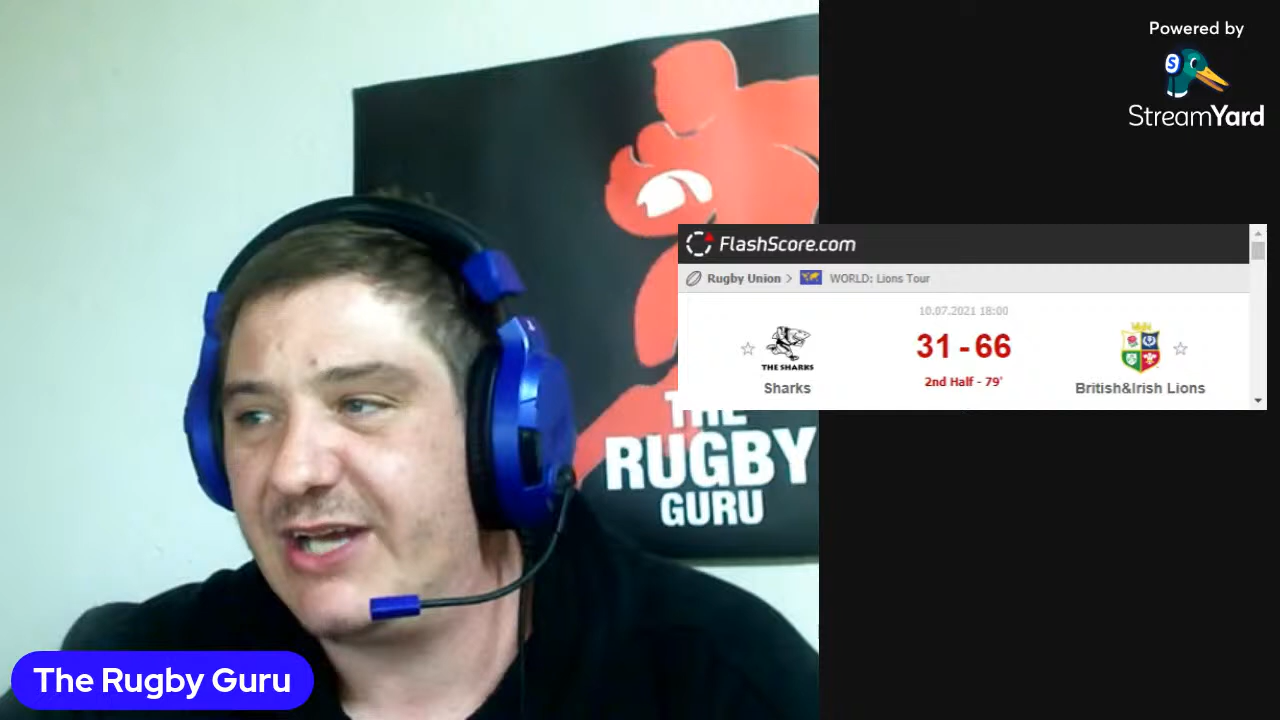 Powered by
StreamYard
FlashScore.com
Rugby Union > WORLD: Lions Tour
10.07.2021 18:00
31 - 66
2nd Half - 79'
THE SHARKS
Sharks
British&Irish Lions
THE
RUGBY
GURU
The Rugby Guru